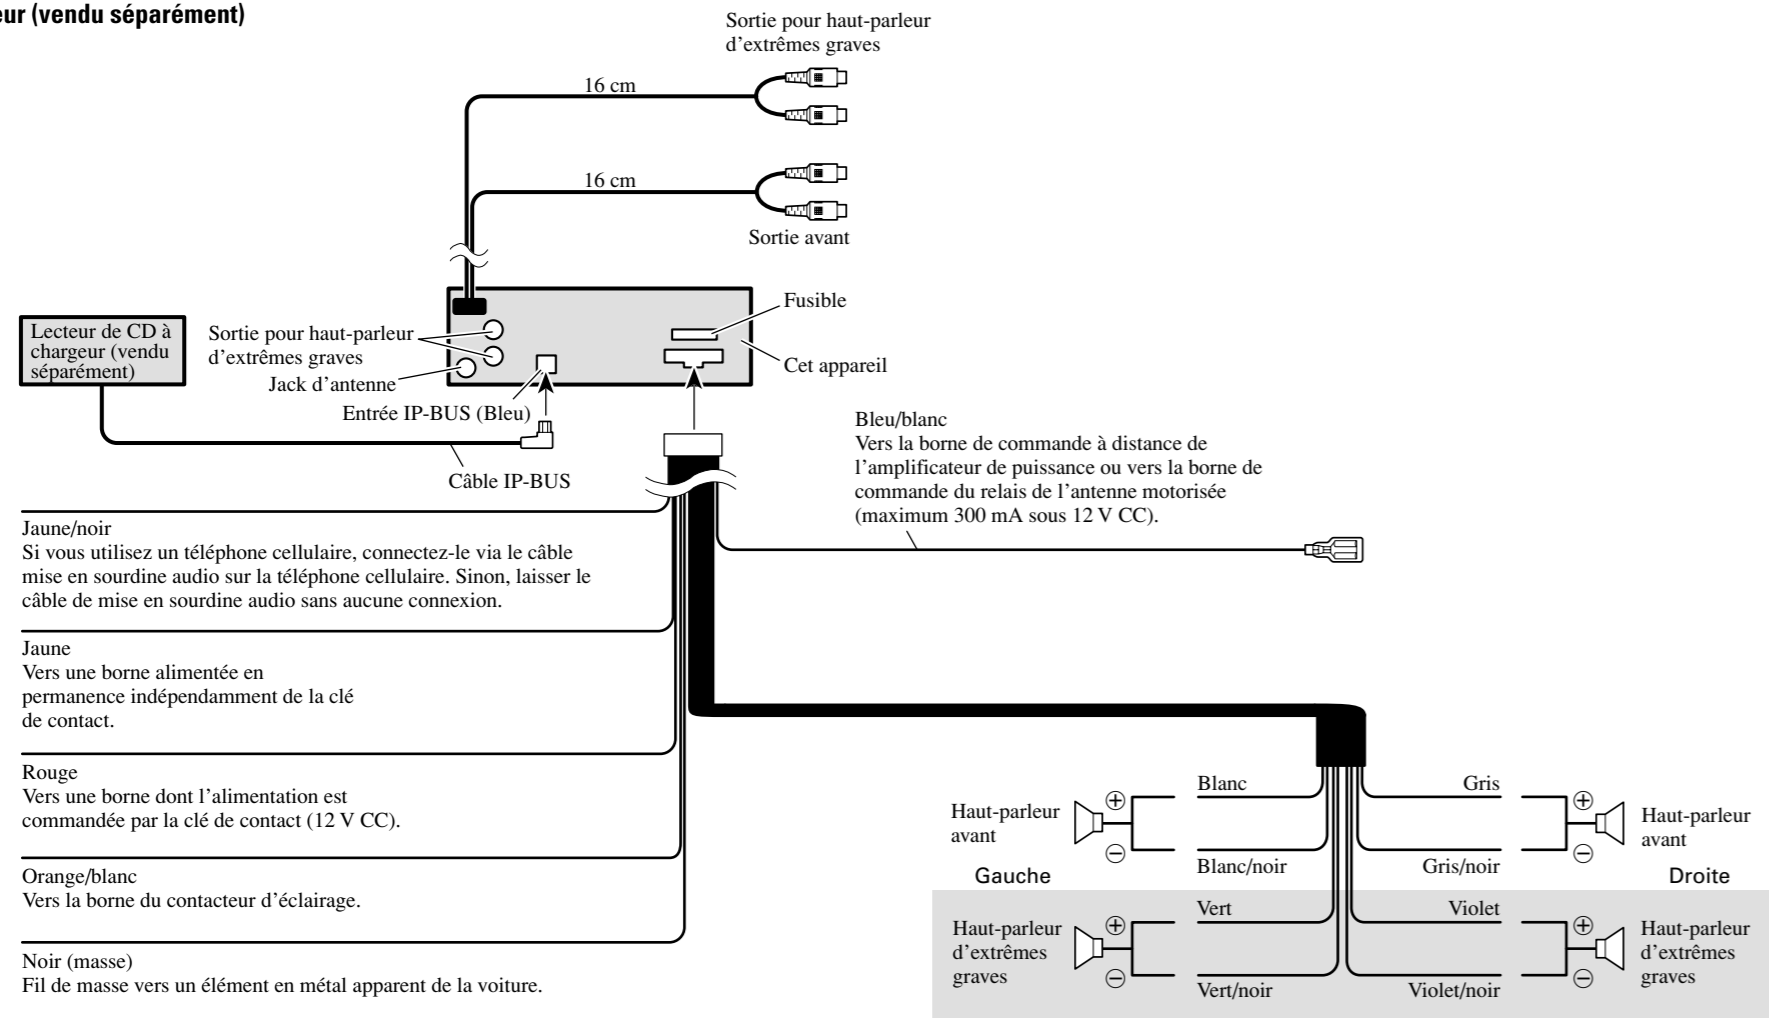 eur (vendu séparément)
Sortie pour haut-parleur
d'extrêmes graves
16 cm
16 cm
Sortie avant
Fusible
Cet appareil
Lecteur de CD à
chargeur (vendu
séparément)
Sortie pour haut-parleur
d'extrêmes graves
Jack d'antenne
Entrée IP-BUS (Bleu)
Câble IP-BUS
Bleu/blanc
Vers la borne de commande à distance de
l'amplificateur de puissance ou vers la borne de
commande du relais de l'antenne motorisée
(maximum 300 mA sous 12 V CC).
Jaune/noir
Si vous utilisez un téléphone cellulaire, connectez-le via le câble
mise en sourdine audio sur la téléphone cellulaire. Sinon, laisser le
câble de mise en sourdine audio sans aucune connexion.
Jaune
Vers une borne alimentée en
permanence indépendamment de la clé
de contact.
Rouge
Vers une borne dont l'alimentation est
commandée par la clé de contact (12 V CC).
Orange/blanc
Vers la borne du contacteur d'éclairage.
Noir (masse)
Fil de masse vers un élément en métal apparent de la voiture.
Haut-parleur
avant
+
−
Blanc
Blanc/noir
Gauche
Gris
Gris/noir
+
−
Haut-parleur
avant
Droite
Haut-parleur
d'extrêmes
graves
+
−
Vert
Vert/noir
Violet
Violet/noir
+
−
Haut-parleur
d'extrêmes
graves